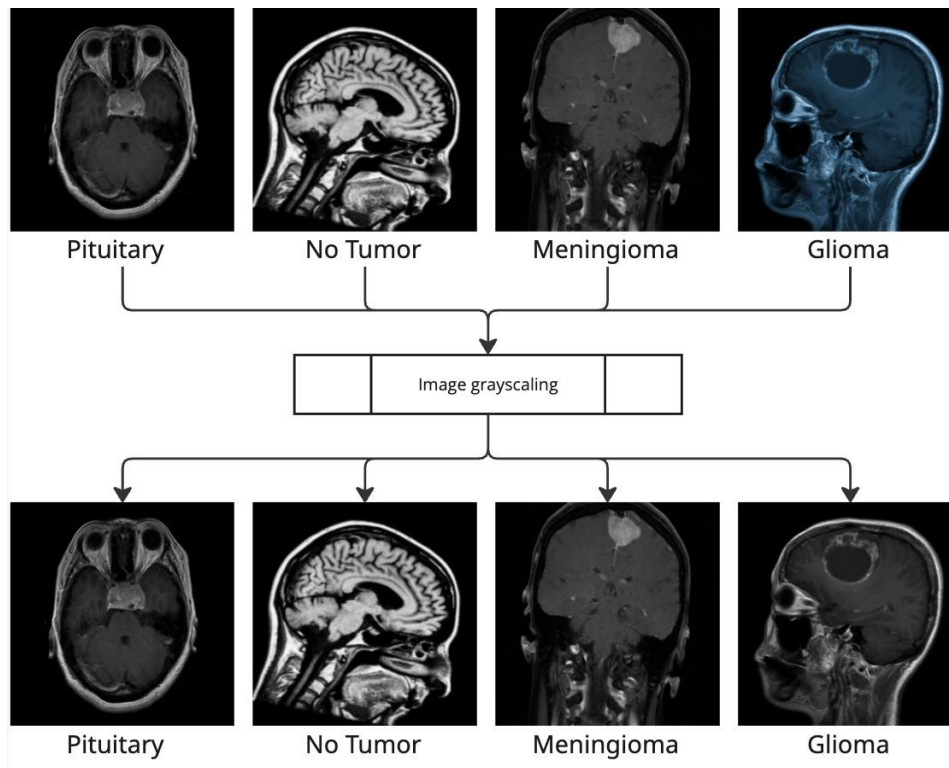 Pituitary
No Tumor
Meningioma
Glioma
Image grayscaling
Pituitary
No Tumor
Meningioma
Glioma